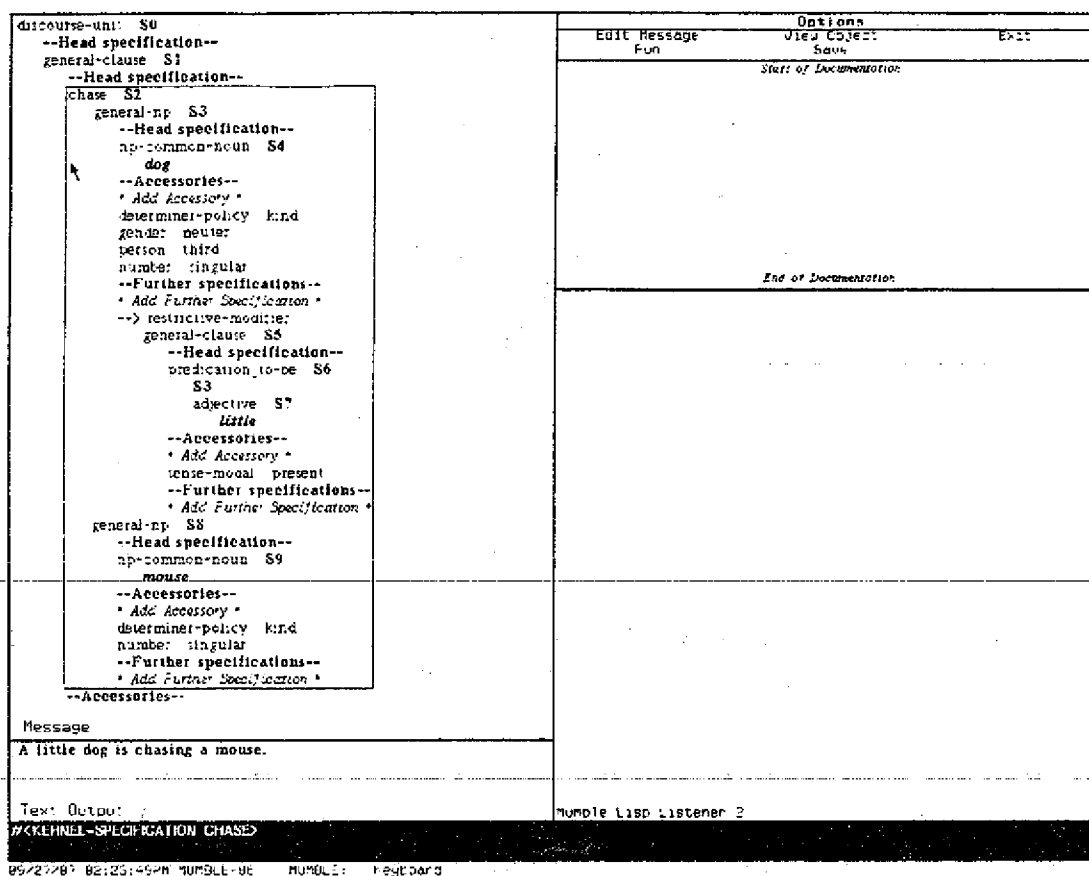 discourse-unit S0
--Head specification--
general-clause S1
--Head specification--
chase S2
general-np S3
--Head specification--
np-common-noun S4
dog
--Accessories--
* Add Accessory *
determiner-policy kind
gender neuter
person third
number singular
--Further specifications--
* Add Further Specification *
--> restrictive-modifier
general-clause S5
--Head specification--
predication_to-be S6
S3
adjective S7
little
--Accessories--
* Add Accessory *
tense-modal present
--Further specifications--
* Add Further Specification *
general-np S8
--Head specification--
np-common-noun S9
mouse
--Accessories--
* Add Accessory *
determiner-policy kind
number singular
--Further specifications--
* Add Further Specification *
--Accessories--
Message
A little dog is chasing a mouse.
Text Output
Options
Edit Message View Object Exit
Run Save
Start of Documentation
End of Documentation
Mumble Lisp Listener 2
#<KERNEL-SPECIFICATION CHASE>
02:26:49PM MUMBLE-86 MUMBLE: Keyboard